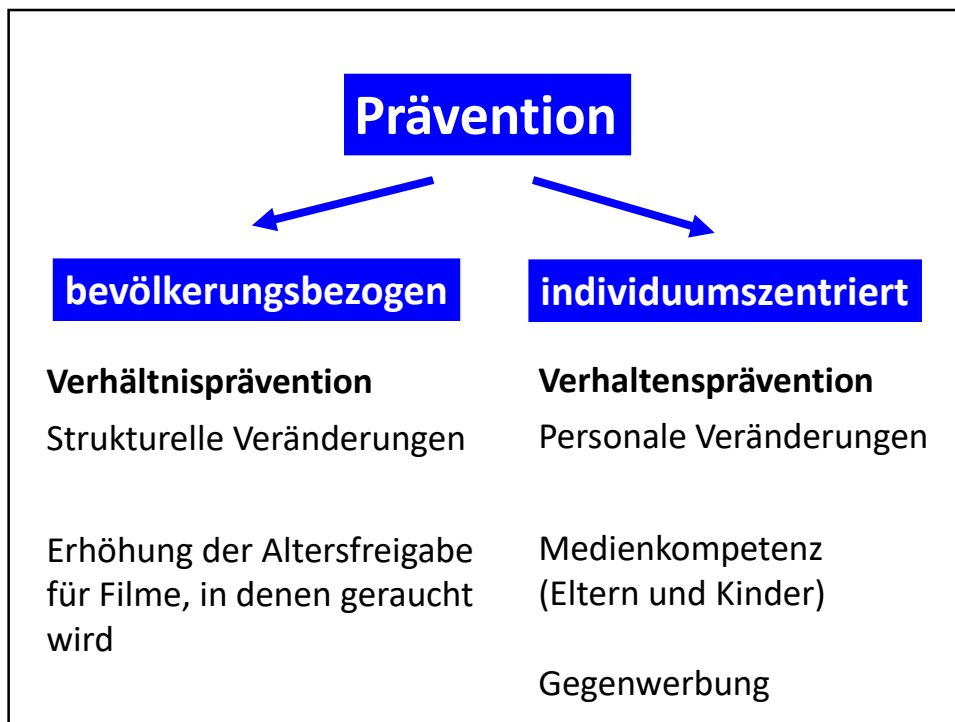 Prävention
bevölkerungsbezogen
Verhältnisprävention
Strukturelle Veränderungen
Erhöhung der Altersfreigabe
für Filme, in denen geraucht
wird
individuumszentriert
Verhaltensprävention
Personale Veränderungen
Medienkompetenz
(Eltern und Kinder)
Gegenwerbung